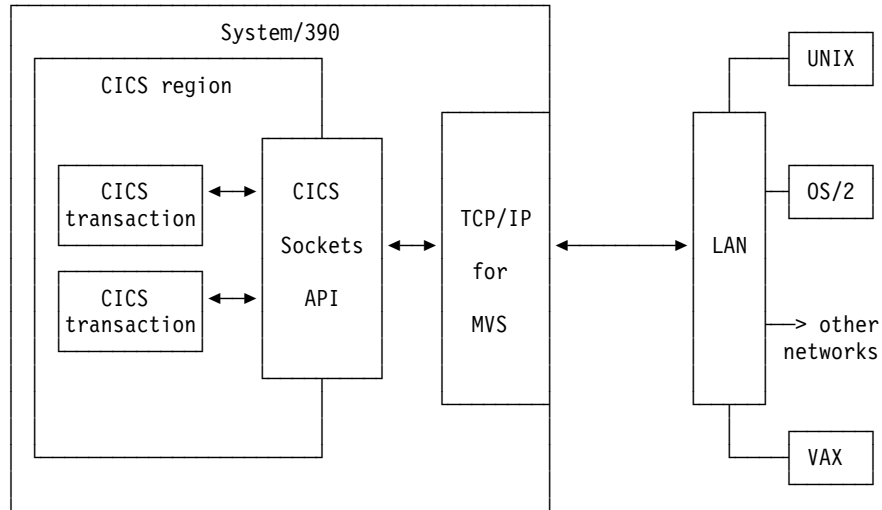 System/390
CICS region
CICS
transaction
CICS
transaction
CICS
Sockets
API
TCP/IP
for
MVS
LAN
UNIX
OS/2
other
networks
VAX